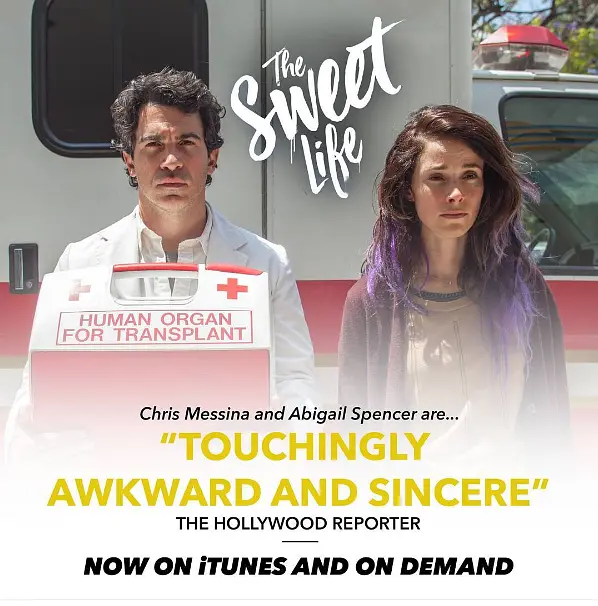 The
Sweet
Life
HUMAN ORGAN
FOR TRANSPLANT
Chris Messina and Abigail Spencer are...
"TOUCHINGLY
AWKWARD AND SINCERE"
THE HOLLYWOOD REPORTER
NOW ON iTUNES AND ON DEMAND